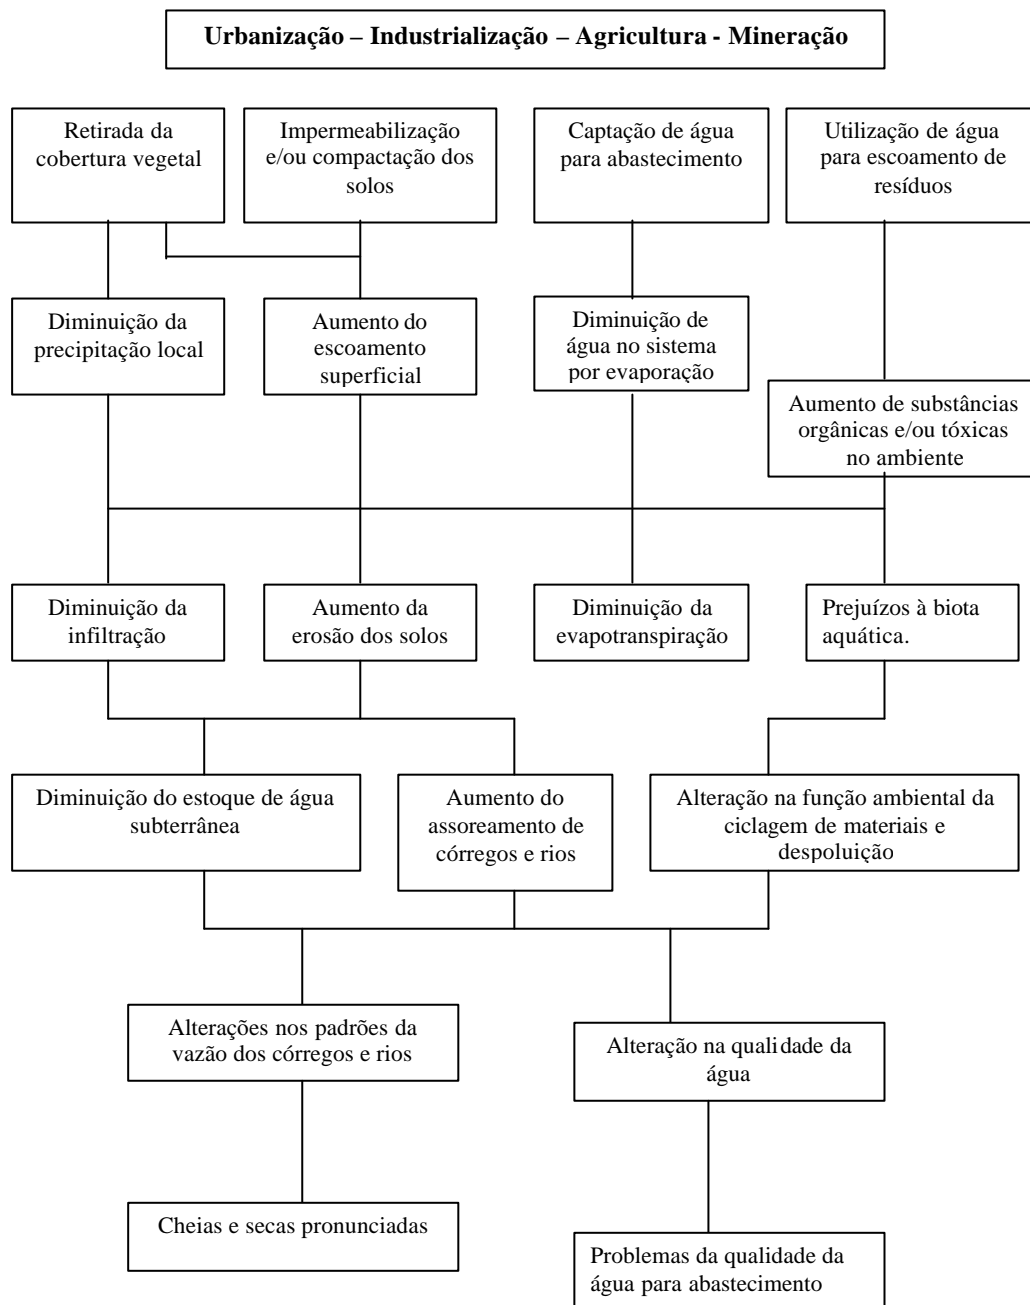 Urbanização – Industrialização – Agricultura - Mineração
Retirada da
cobertura vegetal
Impermeabilização
e/ou compactação dos
solos
Captação de água
para abastecimento
Utilização de água
para escoamento de
resíduos
Diminuição da
precipitação local
Aumento do
escoamento
superficial
Diminuição de
água no sistema
por evaporação
Aumento de substâncias
orgânicas e/ou tóxicas
no ambiente
Diminuição da
infiltração
Aumento da
erosão dos solos
Diminuição da
evapotranspiração
Prejuízos à biota
aquática.
Diminuição do estoque de água
subterrânea
Aumento do
assoreamento de
córregos e rios
Alteração na função ambiental da
ciclagem de materiais e
despoluição
Alterações nos padrões da
vazão dos córregos e rios
Alteração na qualidade da
água
Cheias e secas pronunciadas
Problemas da qualidade da
água para abastecimento